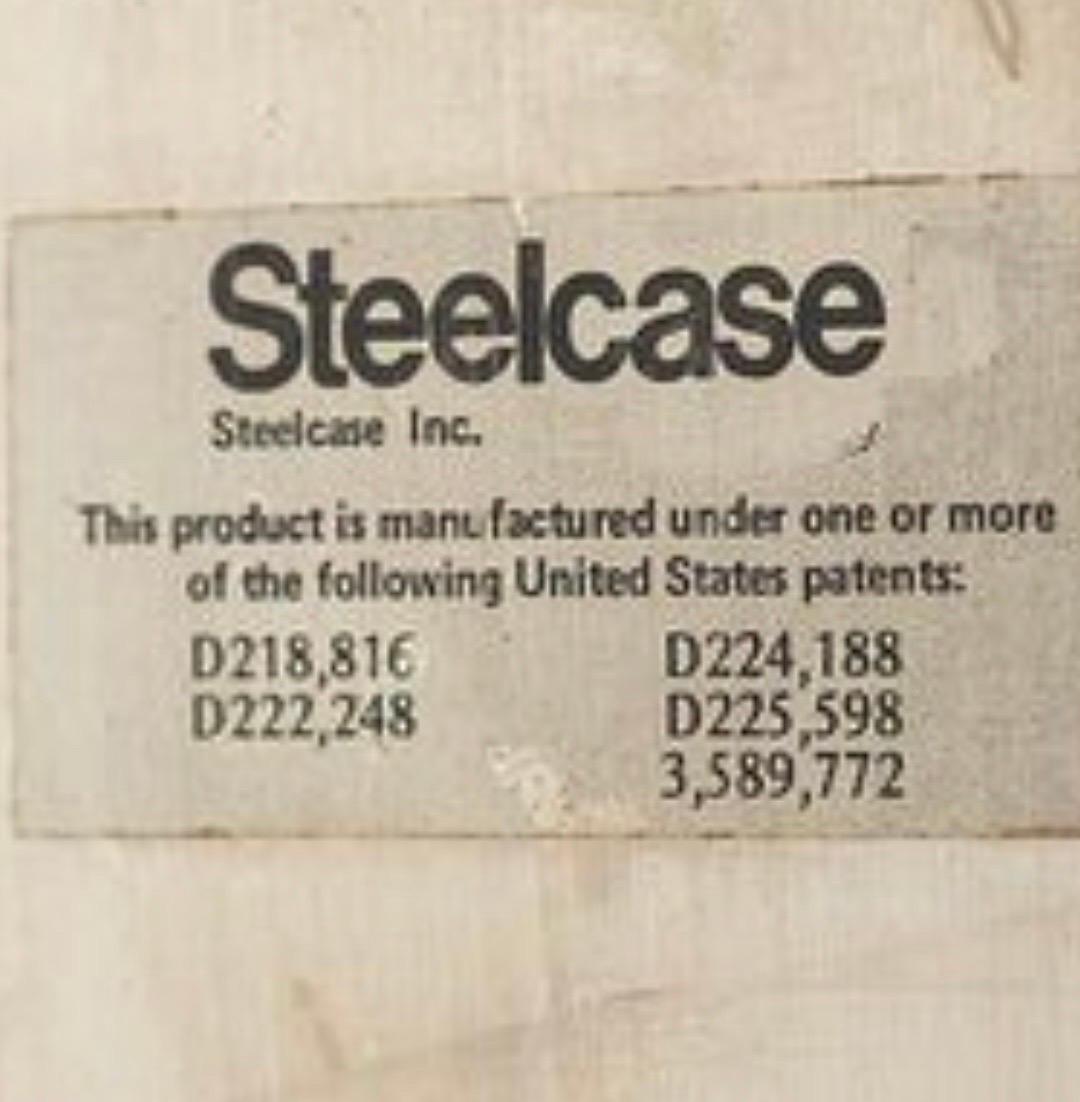 Steelcase
Steelcase Inc.
This product is manufactured under one or more
of the following United States patents:
D218,816 D224,188
D222,248 D225,598
3,589,772